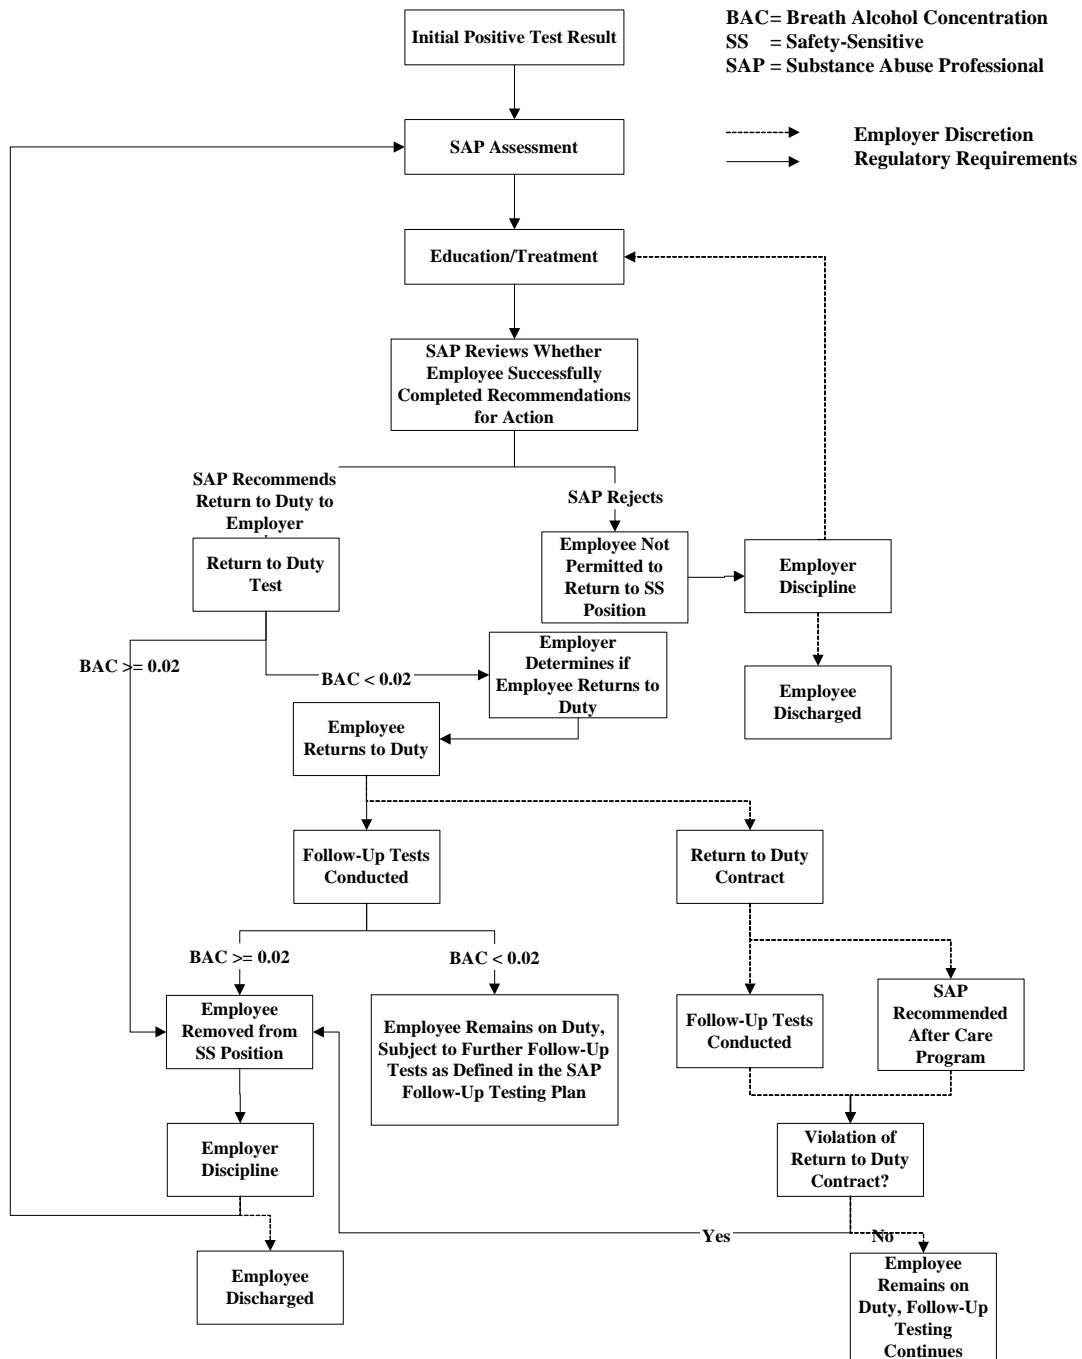 Initial Positive Test Result
BAC= Breath Alcohol Concentration
SS = Safety-Sensitive
SAP = Substance Abuse Professional
Employer Discretion
Regulatory Requirements
SAP Assessment
Education/Treatment
SAP Reviews Whether
Employee Successfully
Completed Recommendations
for Action
SAP Recommends
Return to Duty to
Employer
SAP Rejects
Return to Duty
Test
Employee Not
Permitted to
Return to SS
Position
Employer
Discipline
BAC >= 0.02
BAC < 0.02
Employer
Determines if
Employee Returns to
Duty
Employee
Discharged
Employee
Returns to Duty
Follow-Up Tests
Conducted
Return to Duty
Contract
BAC >= 0.02
BAC < 0.02
Employee
Removed from
SS Position
Employee Remains on Duty,
Subject to Further Follow-Up
Tests as Defined in the SAP
Follow-Up Testing Plan
Follow-Up Tests
Conducted
SAP
Recommended
After Care
Program
Employer
Discipline
Violation of
Return to Duty
Contract?
Yes
No
Employee
Discharged
Employee
Remains on
Duty, Follow-Up
Testing
Continues